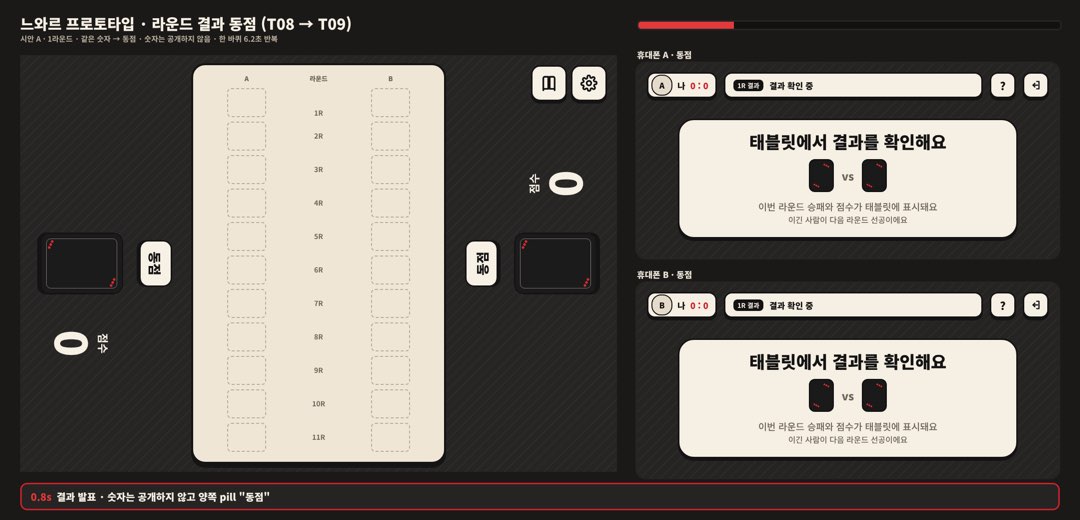 느와르 프로토타입 · 라운드 결과 동점 (T08 → T09)
시안 A · 1라운드 · 같은 숫자 → 동점 · 숫자는 공개하지 않음 · 한 바퀴 6.2초 반복
A 라운드 B
1R
2R
3R
4R
5R
6R
7R
8R
9R
10R
11R
동점
0
점수
점수
0
동점
휴대폰 A · 동점
A 나 0 : 0
1R 결과 결과 확인 중
?
태블릿에서 결과를 확인해요
VS
이번 라운드 승패와 점수가 태블릿에 표시돼요
이긴 사람이 다음 라운드 선공이에요
휴대폰 B · 동점
B 나 0 : 0
1R 결과 결과 확인 중
?
태블릿에서 결과를 확인해요
VS
이번 라운드 승패와 점수가 태블릿에 표시돼요
이긴 사람이 다음 라운드 선공이에요
0.8s 결과 발표 · 숫자는 공개하지 않고 양쪽 pill "동점"